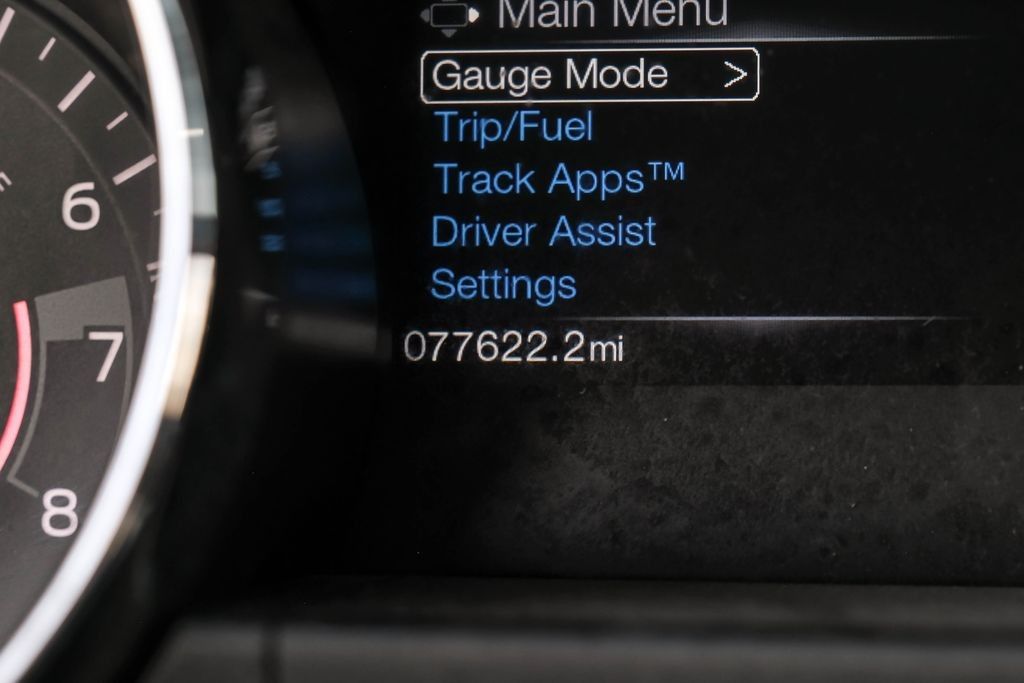 Main Menu
Gauge Mode >
Trip/Fuel
Track Apps™
Driver Assist
Settings
077622.2mi
6
7
8